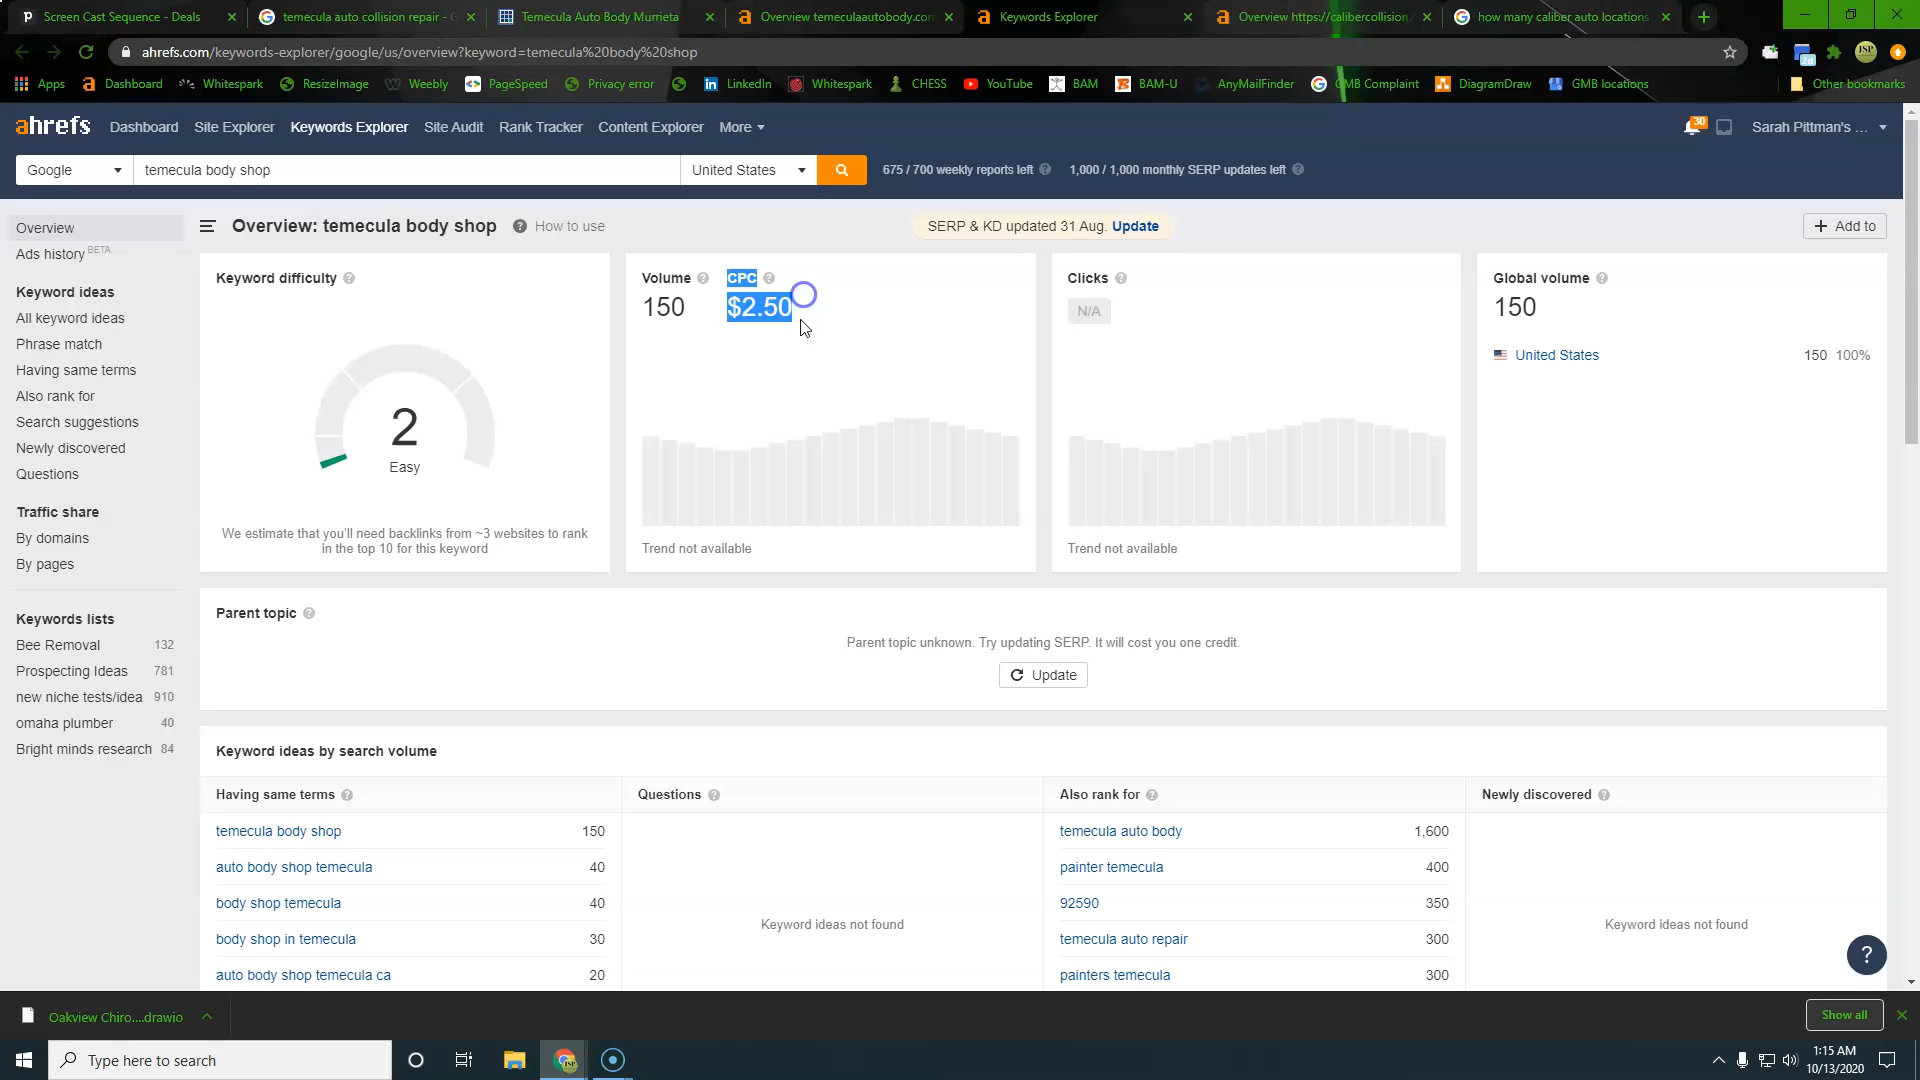 Screen Cast Sequence - Deals
temecula auto collision repair - G
Temecula Auto Body Murrieta
Overview temeculaautobody.com
Keywords Explorer
Overview https://calibercollision.
how many caliber auto locations
ahrefs.com/keywords-explorer/google/us/overview?keyword=temecula%20body%20shop
Apps
Dashboard
Whitespark
ResizeImage
Weebly
PageSpeed
Privacy error
LinkedIn
Whitespark
CHESS
YouTube
BAM
BAM-U
AnyMailFinder
GMB Complaint
DiagramDraw
GMB locations
Other bookmarks
ahrefs
Dashboard
Site Explorer
Keywords Explorer
Site Audit
Rank Tracker
Content Explorer
More
30
Sarah Pittman's ...
Google
temecula body shop
United States
675 / 700 weekly reports left
1,000 / 1,000 monthly SERP updates left
Overview
Ads history BETA
Keyword ideas
All keyword ideas
Phrase match
Having same terms
Also rank for
Search suggestions
Newly discovered
Questions
Traffic share
By domains
By pages
Keywords lists
Bee Removal 132
Prospecting Ideas 781
new niche tests/idea 910
omaha plumber 40
Bright minds research 84
Overview: temecula body shop
How to use
SERP & KD updated 31 Aug. Update
+ Add to
Keyword difficulty
2
Easy
We estimate that you'll need backlinks from ~3 websites to rank
in the top 10 for this keyword
Volume
150
CPC
$2.50
Trend not available
Clicks
N/A
Trend not available
Global volume
150
United States 150 100%
Parent topic
Parent topic unknown. Try updating SERP. It will cost you one credit.
Update
Keyword ideas by search volume
Having same terms
temecula body shop 150
auto body shop temecula 40
body shop temecula 40
body shop in temecula 30
auto body shop temecula ca 20
Questions
Keyword ideas not found
Also rank for
temecula auto body 1,600
painter temecula 400
92590 350
temecula auto repair 300
painters temecula 300
Newly discovered
Keyword ideas not found
?
Oakview Chiro....drawio
Show all
Type here to search
1:15 AM
10/13/2020